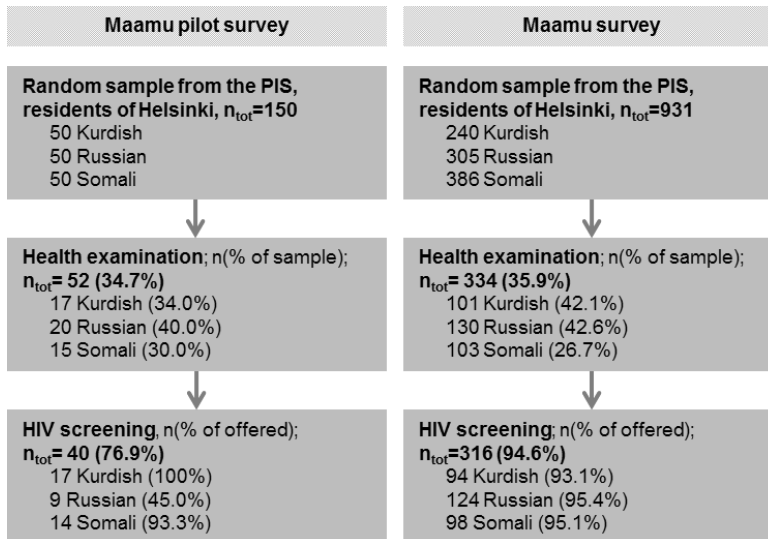 Maamu pilot survey
Random sample from the PIS,
residents of Helsinki, ntot=150
50 Kurdish
50 Russian
50 Somali
Health examination; n(% of sample);
ntot= 52 (34.7%)
17 Kurdish (34.0%)
20 Russian (40.0%)
15 Somali (30.0%)
HIV screening, n(% of offered);
ntot= 40 (76.9%)
17 Kurdish (100%)
9 Russian (45.0%)
14 Somali (93.3%)
Maamu survey
Random sample from the PIS,
residents of Helsinki, ntot=931
240 Kurdish
305 Russian
386 Somali
Health examination; n(% of sample);
ntot= 334 (35.9%)
101 Kurdish (42.1%)
130 Russian (42.6%)
103 Somali (26.7%)
HIV screening; n(% of offered);
ntot=316 (94.6%)
94 Kurdish (93.1%)
124 Russian (95.4%)
98 Somali (95.1%)